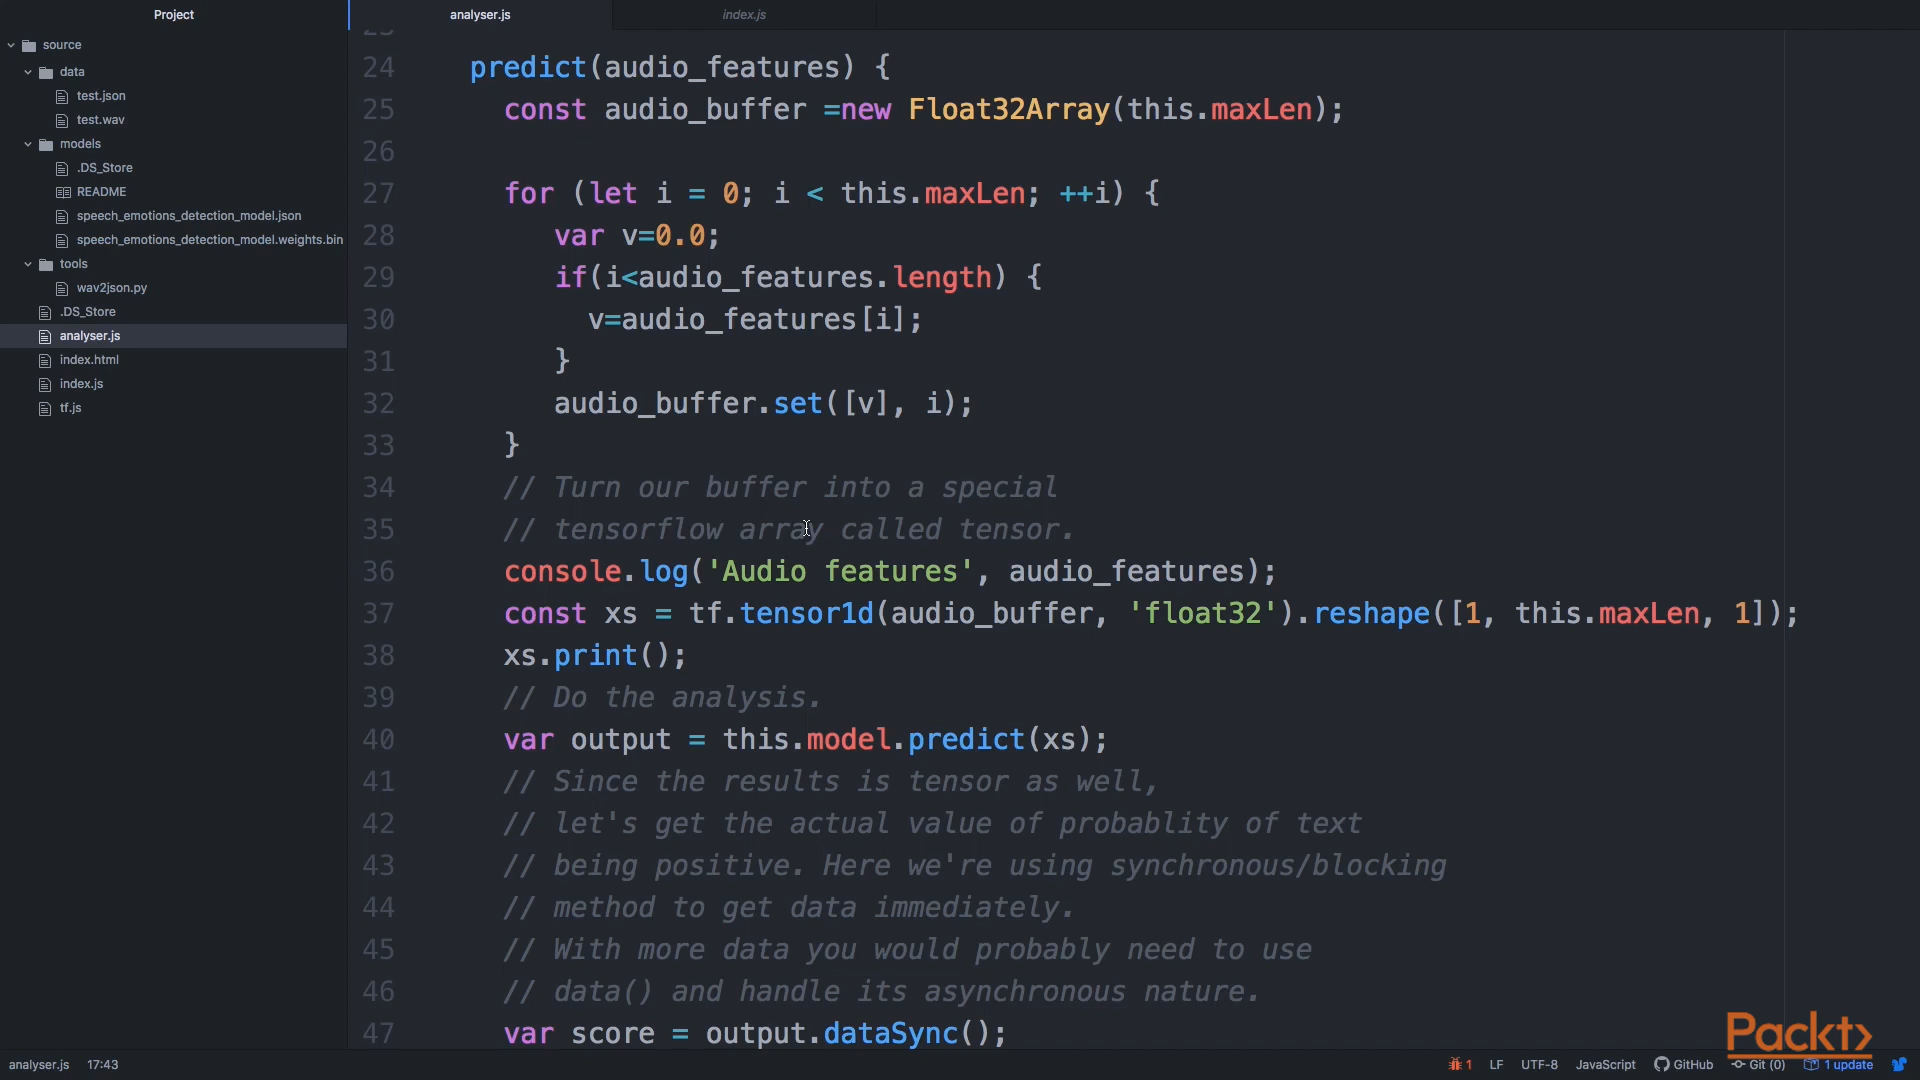 Project
analyser.js
index.js
source
data
test.json
test.wav
models
.DS_Store
README
speech_emotions_detection_model.json
speech_emotions_detection_model.weights.bin
tools
wav2json.py
.DS_Store
analyser.js
index.html
index.js
tf.js
24 predict(audio_features) {
25 const audio_buffer =new Float32Array(this.maxLen);
26
27 for (let i = 0; i < this.maxLen; ++i) {
28 var v=0.0;
29 if(i<audio_features.length) {
30 v=audio_features[i];
31 }
32 audio_buffer.set([v], i);
33 }
34 // Turn our buffer into a special
35 // tensorflow array called tensor.
36 console.log('Audio features', audio_features);
37 const xs = tf.tensor1d(audio_buffer, 'float32').reshape([1, this.maxLen, 1]);
38 xs.print();
39 // Do the analysis.
40 var output = this.model.predict(xs);
41 // Since the results is tensor as well,
42 // let's get the actual value of probablity of text
43 // being positive. Here we're using synchronous/blocking
44 // method to get data immediately.
45 // With more data you would probably need to use
46 // data() and handle its asynchronous nature.
47 var score = output.dataSync();
Packt>
analyser.js 17:43
1 LF UTF-8 JavaScript GitHub Git (0) 1 update